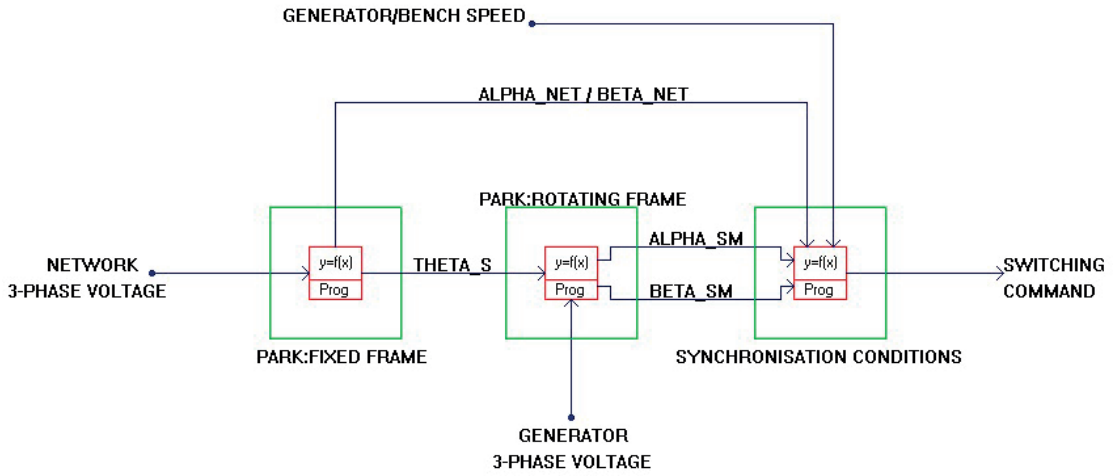 GENERATOR/BENCH SPEED
ALPHA_NET / BETA_NET
PARK:ROTATING FRAME
NETWORK
3-PHASE VOLTAGE
y=f(x)
Prog
THETA_S
y=f(x)
Prog
ALPHA_SM
BETA_SM
y=f(x)
Prog
SWITCHING
COMMAND
PARK:FIXED FRAME
SYNCHRONISATION CONDITIONS
GENERATOR
3-PHASE VOLTAGE